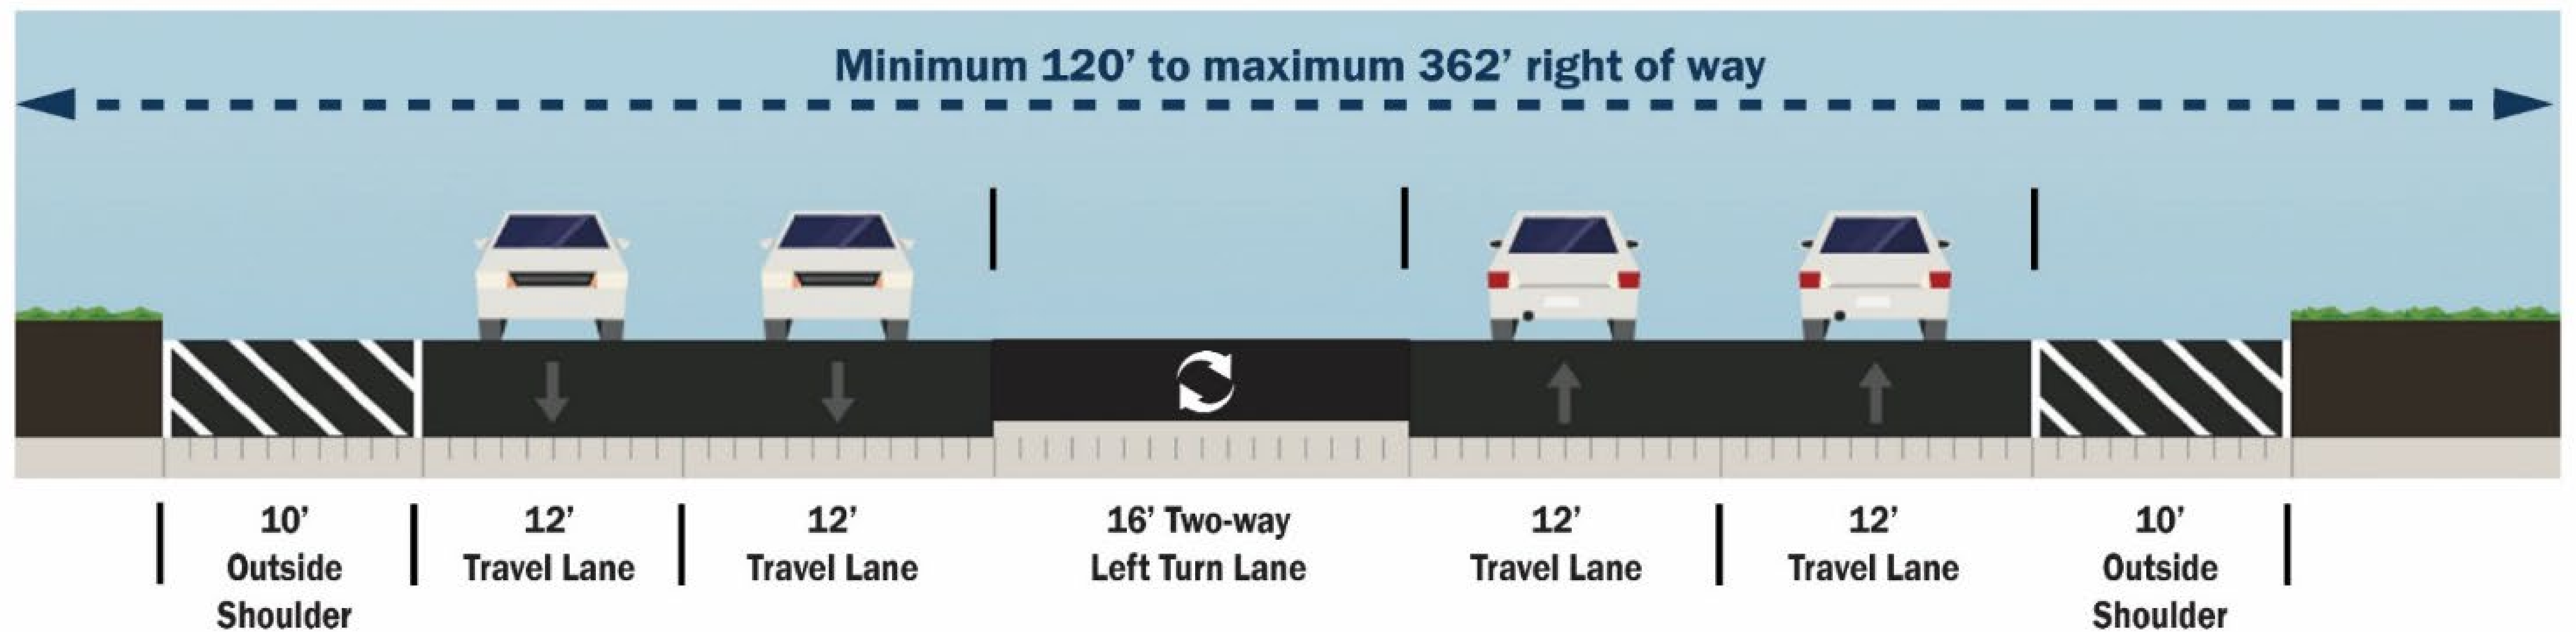 Minimum 120’ to maximum 362’ right of way
10’
Outside
Shoulder
12’
Travel Lane
12’
Travel Lane
16’ Two-way
Left Turn Lane
12’
Travel Lane
12’
Travel Lane
10’
Outside
Shoulder